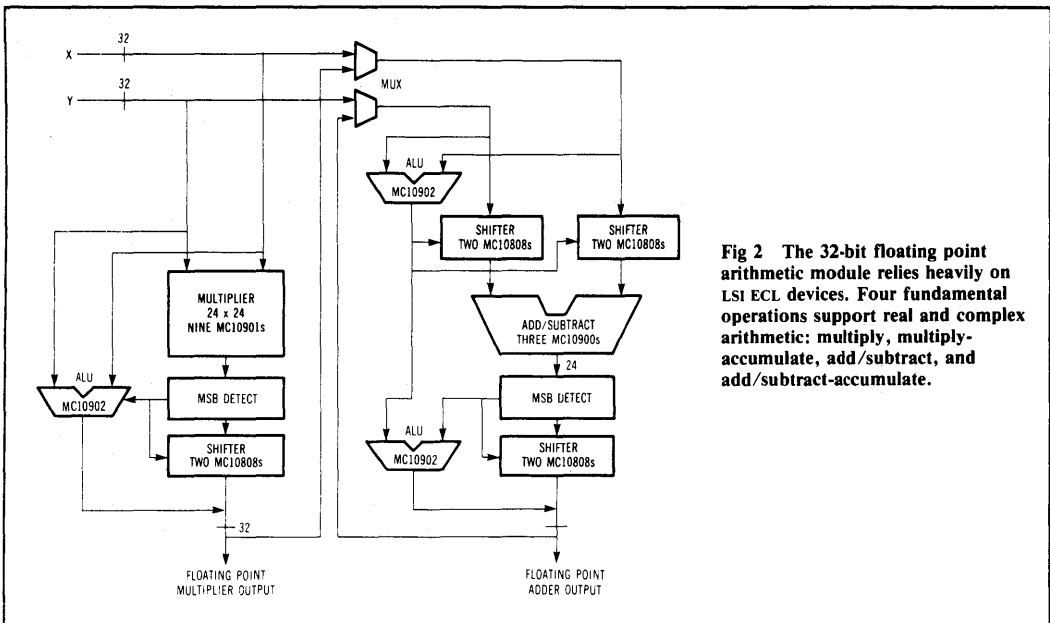 32
X
32
Y
MUX
ALU
MC10902
SHIFTER
TWO MC10808s
SHIFTER
TWO MC10808s
MULTIPLIER
24 x 24
NINE MC10901s
ADD/SUBTRACT
THREE MC10900s
24
ALU
MC10902
MSB DETECT
SHIFTER
TWO MC10808s
ALU
MC10902
MSB DETECT
SHIFTER
TWO MC10808s
32
FLOATING POINT
MULTIPLIER OUTPUT
FLOATING POINT
ADDER OUTPUT
Fig 2 The 32-bit floating point
arithmetic module relies heavily on
LSI ECL devices. Four fundamental
operations support real and complex
arithmetic: multiply, multiply-
accumulate, add/subtract, and
add/subtract-accumulate.